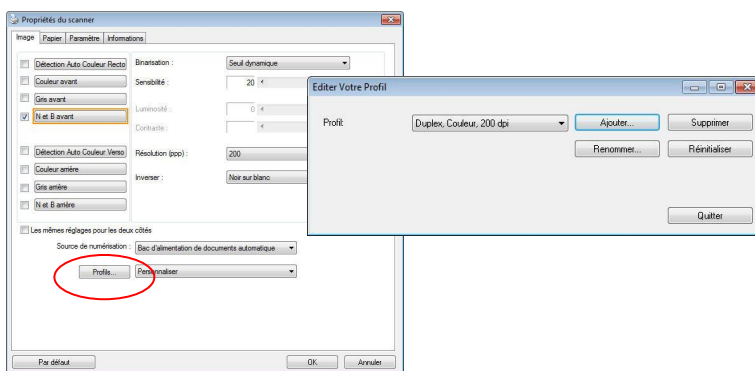 Propriétés du scanner
Image Papier Paramètre Informations
Détection Auto Couleur Recto
Couleur avant
Gris avant
N et B avant
Détection Auto Couleur Verso
Couleur arrière
Gris arrière
N et B arrière
Binarisation : Seuil dynamique
Sensibilité : 20
Luminosité : 0
Contraste :
Résolution (ppp) : 200
Inverser : Noir sur blanc
Les mêmes réglages pour les deux côtés
Source de numérisation : Bac d'alimentation de documents automatique
Profils... Personnaliser
Par défaut OK Annuler
Editer Votre Profil
Profil: Duplex, Couleur, 200 dpi Ajouter... Supprimer
Renommer... Réinitialiser
Quitter